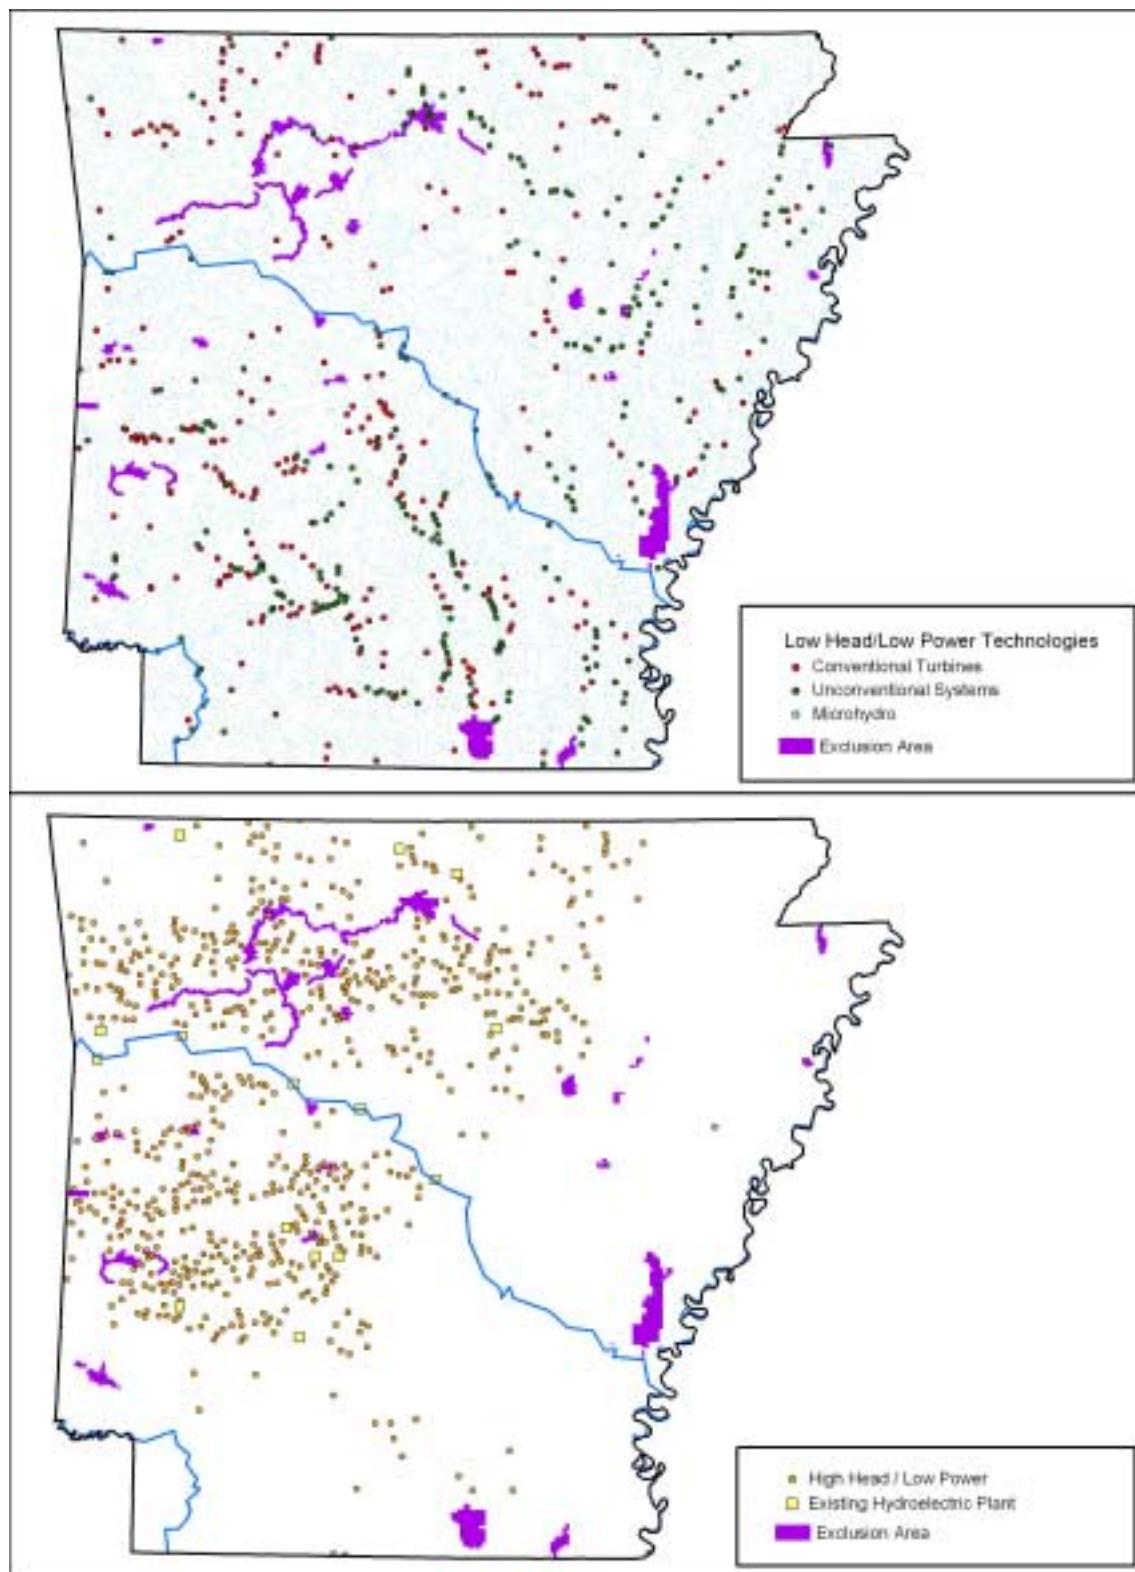 Low Head/Low Power Technologies
Conventional Turbines
Unconventional Systems
Microhydro
Exclusion Area
High Head / Low Power
Existing Hydroelectric Plant
Exclusion Area